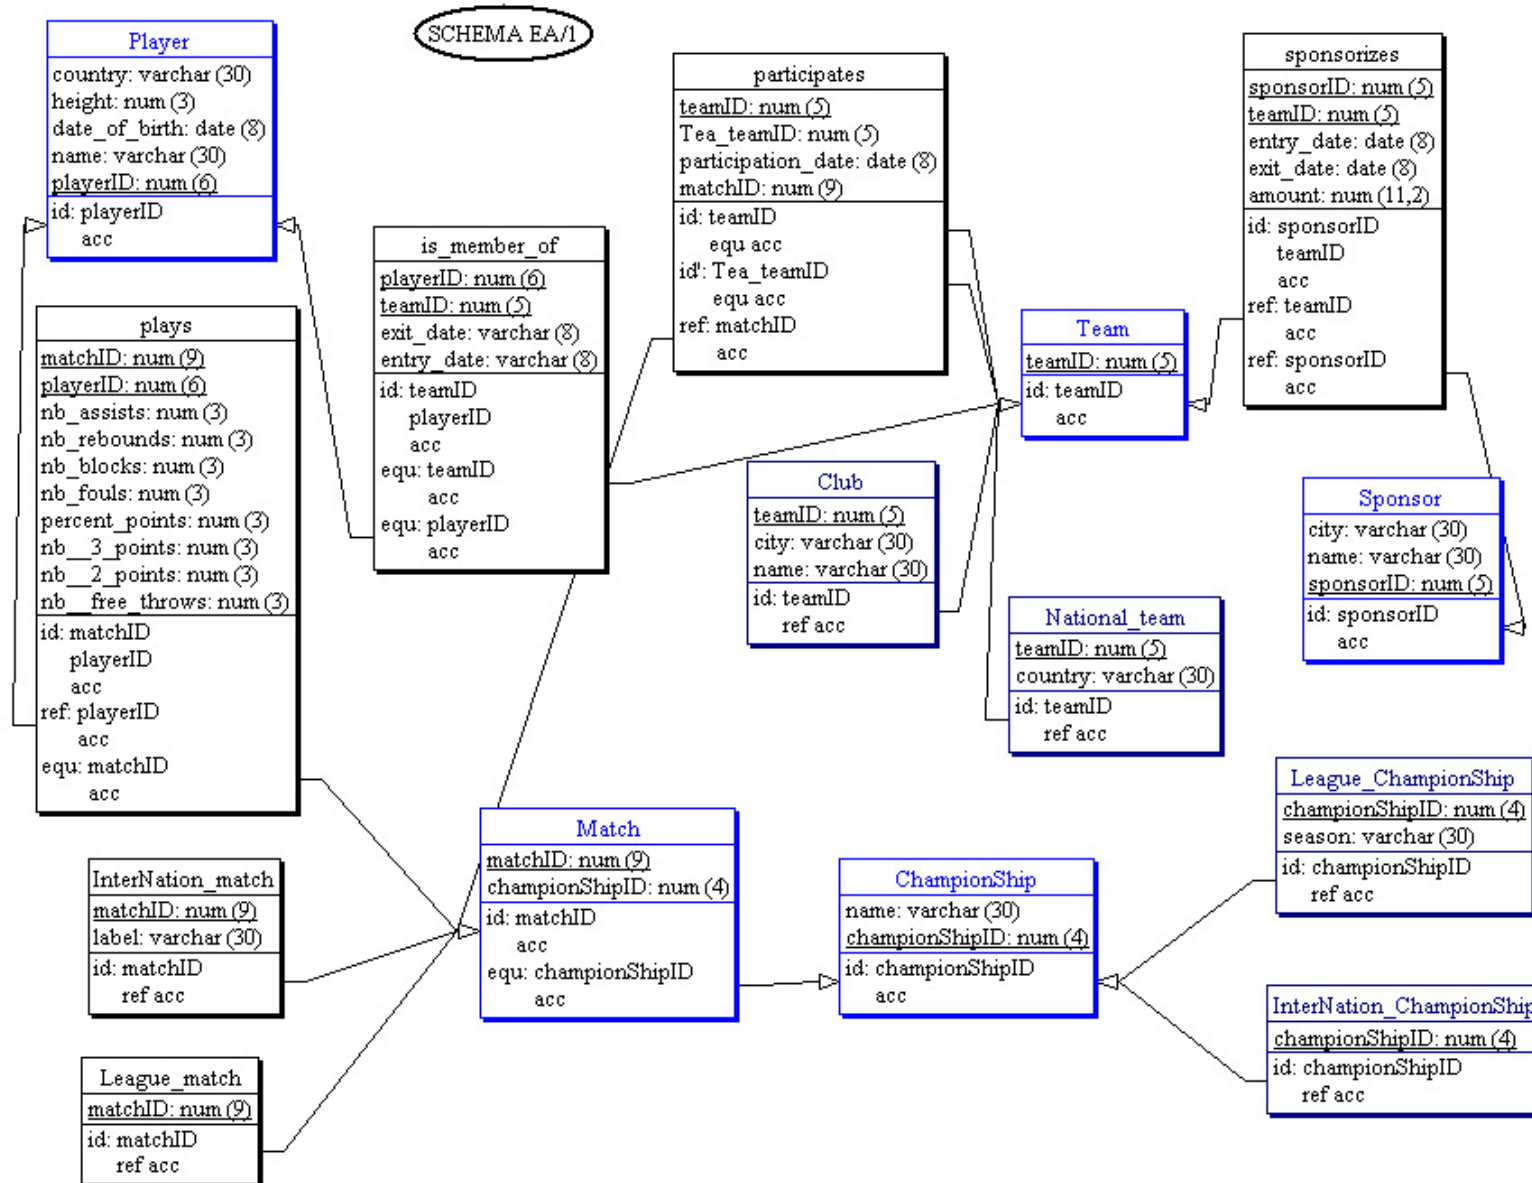 SCHEMA EA/1
Player
country: varchar (30)
height: num (3)
date_of_birth: date (8)
name: varchar (30)
playerID: num (6)
id: playerID
acc
plays
matchID: num (9)
playerID: num (6)
nb_assists: num (3)
nb_rebounds: num (3)
nb_blocks: num (3)
nb_fouls: num (3)
percent_points: num (3)
nb__3_points: num (3)
nb__2_points: num (3)
nb__free_throws: num (3)
id: matchID
playerID
acc
ref: playerID
acc
equ: matchID
acc
is_member_of
playerID: num (6)
teamID: num (5)
exit_date: varchar (8)
entry_date: varchar (8)
id: teamID
playerID
acc
equ: teamID
acc
equ: playerID
acc
participates
teamID: num (5)
Tea_teamID: num (5)
participation_date: date (8)
matchID: num (9)
id: teamID
equ acc
id': Tea_teamID
equ acc
ref: matchID
acc
sponsorizes
sponsorID: num (5)
teamID: num (5)
entry_date: date (8)
exit_date: date (8)
amount: num (11,2)
id: sponsorID
teamID
acc
ref: teamID
acc
ref: sponsorID
acc
Team
teamID: num (5)
id: teamID
acc
Club
teamID: num (5)
city: varchar (30)
name: varchar (30)
id: teamID
ref acc
National_team
teamID: num (5)
country: varchar (30)
id: teamID
ref acc
Sponsor
city: varchar (30)
name: varchar (30)
sponsorID: num (5)
id: sponsorID
acc
InterNation_match
matchID: num (9)
label: varchar (30)
id: matchID
ref acc
League_match
matchID: num (9)
id: matchID
ref acc
Match
matchID: num (9)
championShipID: num (4)
id: matchID
acc
equ: championShipID
acc
ChampionShip
name: varchar (30)
championShipID: num (4)
id: championShipID
acc
League_ChampionShip
championShipID: num (4)
season: varchar (30)
id: championShipID
ref acc
InterNation_ChampionShip
championShipID: num (4)
id: championShipID
ref acc